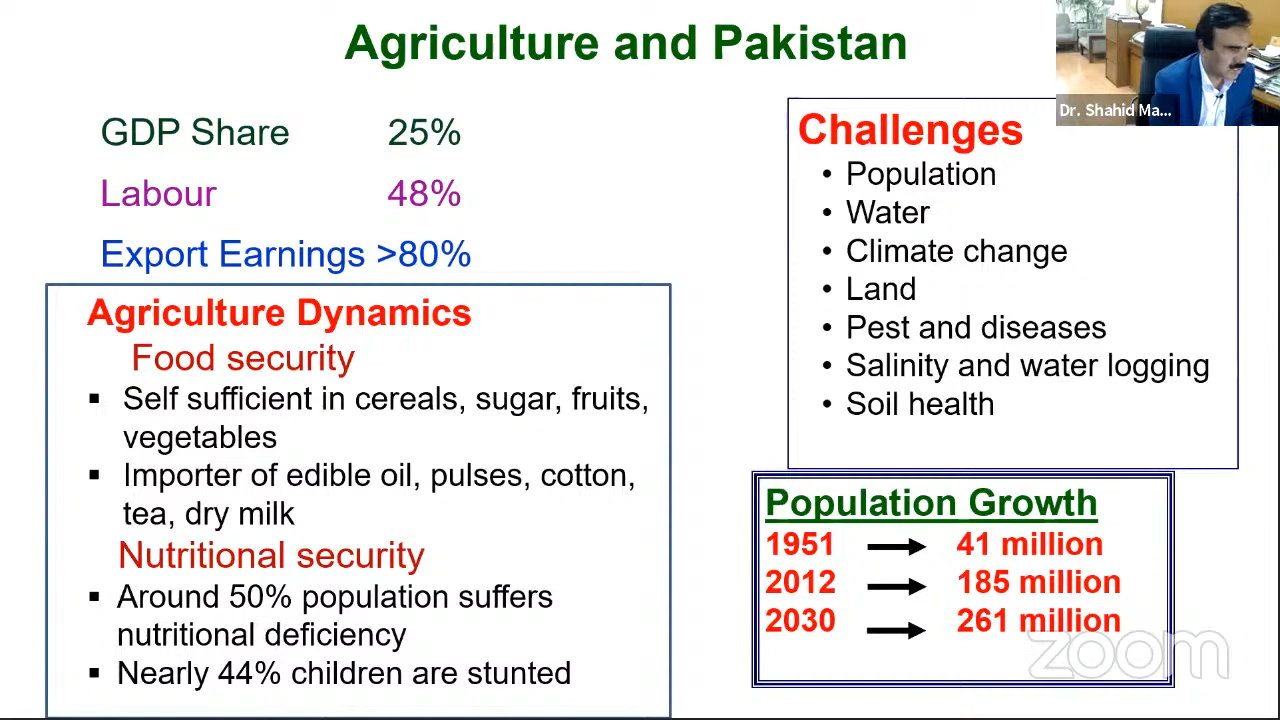 Agriculture and Pakistan
Dr. Shahid Ma...
GDP Share 25%
Labour 48%
Export Earnings >80%
Agriculture Dynamics
Food security
▪ Self sufficient in cereals, sugar, fruits,
vegetables
▪ Importer of edible oil, pulses, cotton,
tea, dry milk
Nutritional security
▪ Around 50% population suffers
nutritional deficiency
▪ Nearly 44% children are stunted
Challenges
• Population
• Water
• Climate change
• Land
• Pest and diseases
• Salinity and water logging
• Soil health
Population Growth
1951 → 41 million
2012 → 185 million
2030 → 261 million
zoom